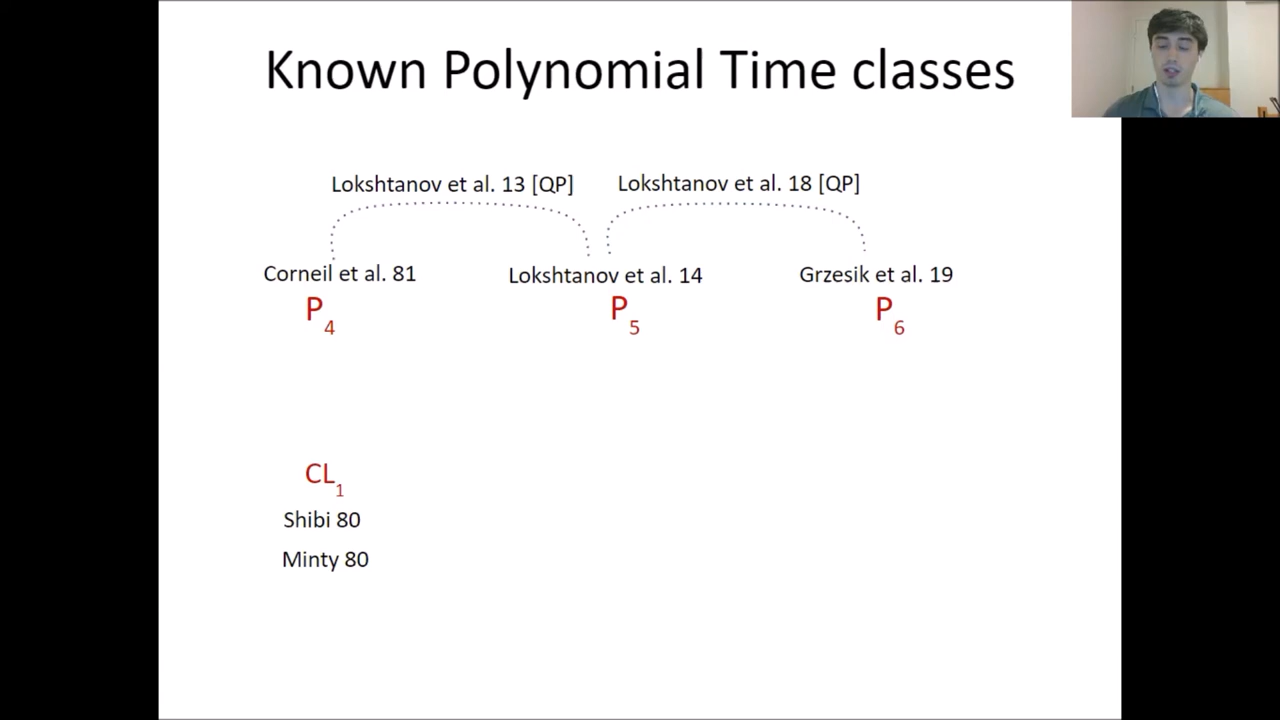 Known Polynomial Time classes
Lokshtanov et al. 13 [QP] Lokshtanov et al. 18 [QP]
Corneil et al. 81 Lokshtanov et al. 14 Grzesik et al. 19
P4 P5 P6
CL1
Shibi 80
Minty 80